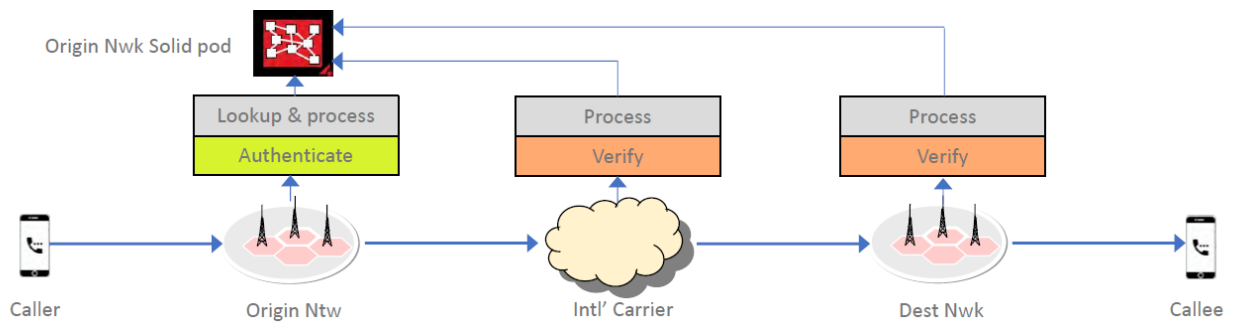 Origin Nwk Solid pod
Lookup & process
Process
Process
Authenticate
Verify
Verify
Caller
Origin Ntw
Intl’ Carrier
Dest Nwk
Callee